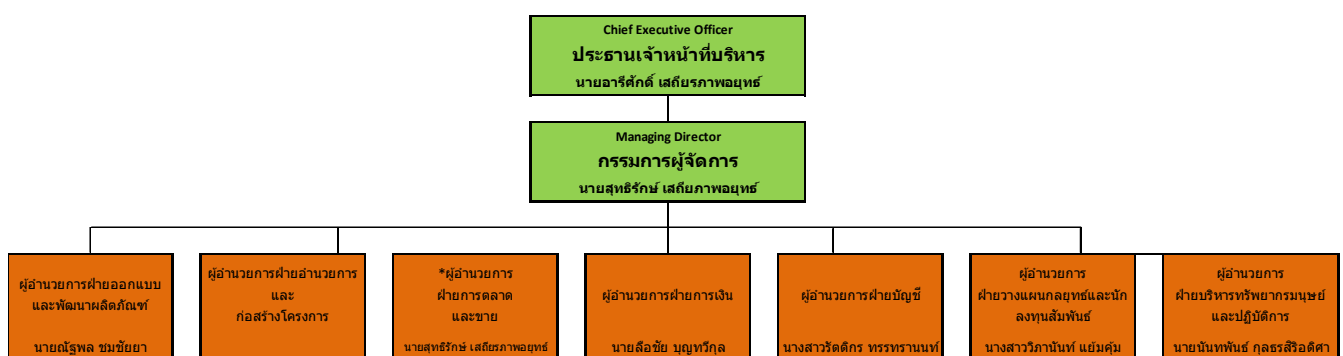 Chief Executive Officer
ประธานเจ้าหน้าที่บริหาร
นายอารีศักดิ์ เสถียรภาพอยุทธ์
Managing Director
กรรมการผู้จัดการ
นายสุทธิรักษ์ เสถียภาพอยุทธ์
ผู้อำนวยการฝ่ายออกแบบ
และพัฒนาผลิตภัณฑ์
นายณัฐพล ชมชัยยา
ผู้อำนวยการฝ่ายอำนวยการ
และ
ก่อสร้างโครงการ
*ผู้อำนวยการ
ฝ่ายการตลาด
และขาย
นายสุทธิรักษ์ เสถียรภาพอยุทธ์
ผู้อำนวยการฝ่ายการเงิน
นายลือชัย บุญทวีกุล
ผู้อำนวยการฝ่ายบัญชี
นางสาวรัตติกร ทรรทรานนท์
ผู้อำนวยการ
ฝ่ายวางแผนกลยุทธ์และนัก
ลงทุนสัมพันธ์
นางสาววิภานันท์ แย้มคุ้ม
ผู้อำนวยการ
ฝ่ายบริหารทรัพยากรมนุษย์
และปฏิบัติการ
นายนันทพันธ์ กุลธรสิริอดิศา